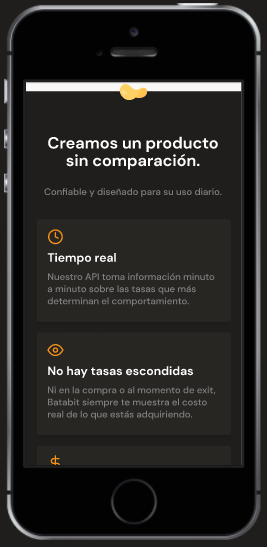 Creamos un producto
sin comparación.
Confiable y diseñado para su uso diario.
Tiempo real
Nuestro API toma información minuto
a minuto sobre las tasas que más
determinan el comportamiento.
No hay tasas escondidas
Ni en la compra o al momento de exit,
Batabit siempre te muestra el costo
real de lo que estás adquiriendo.